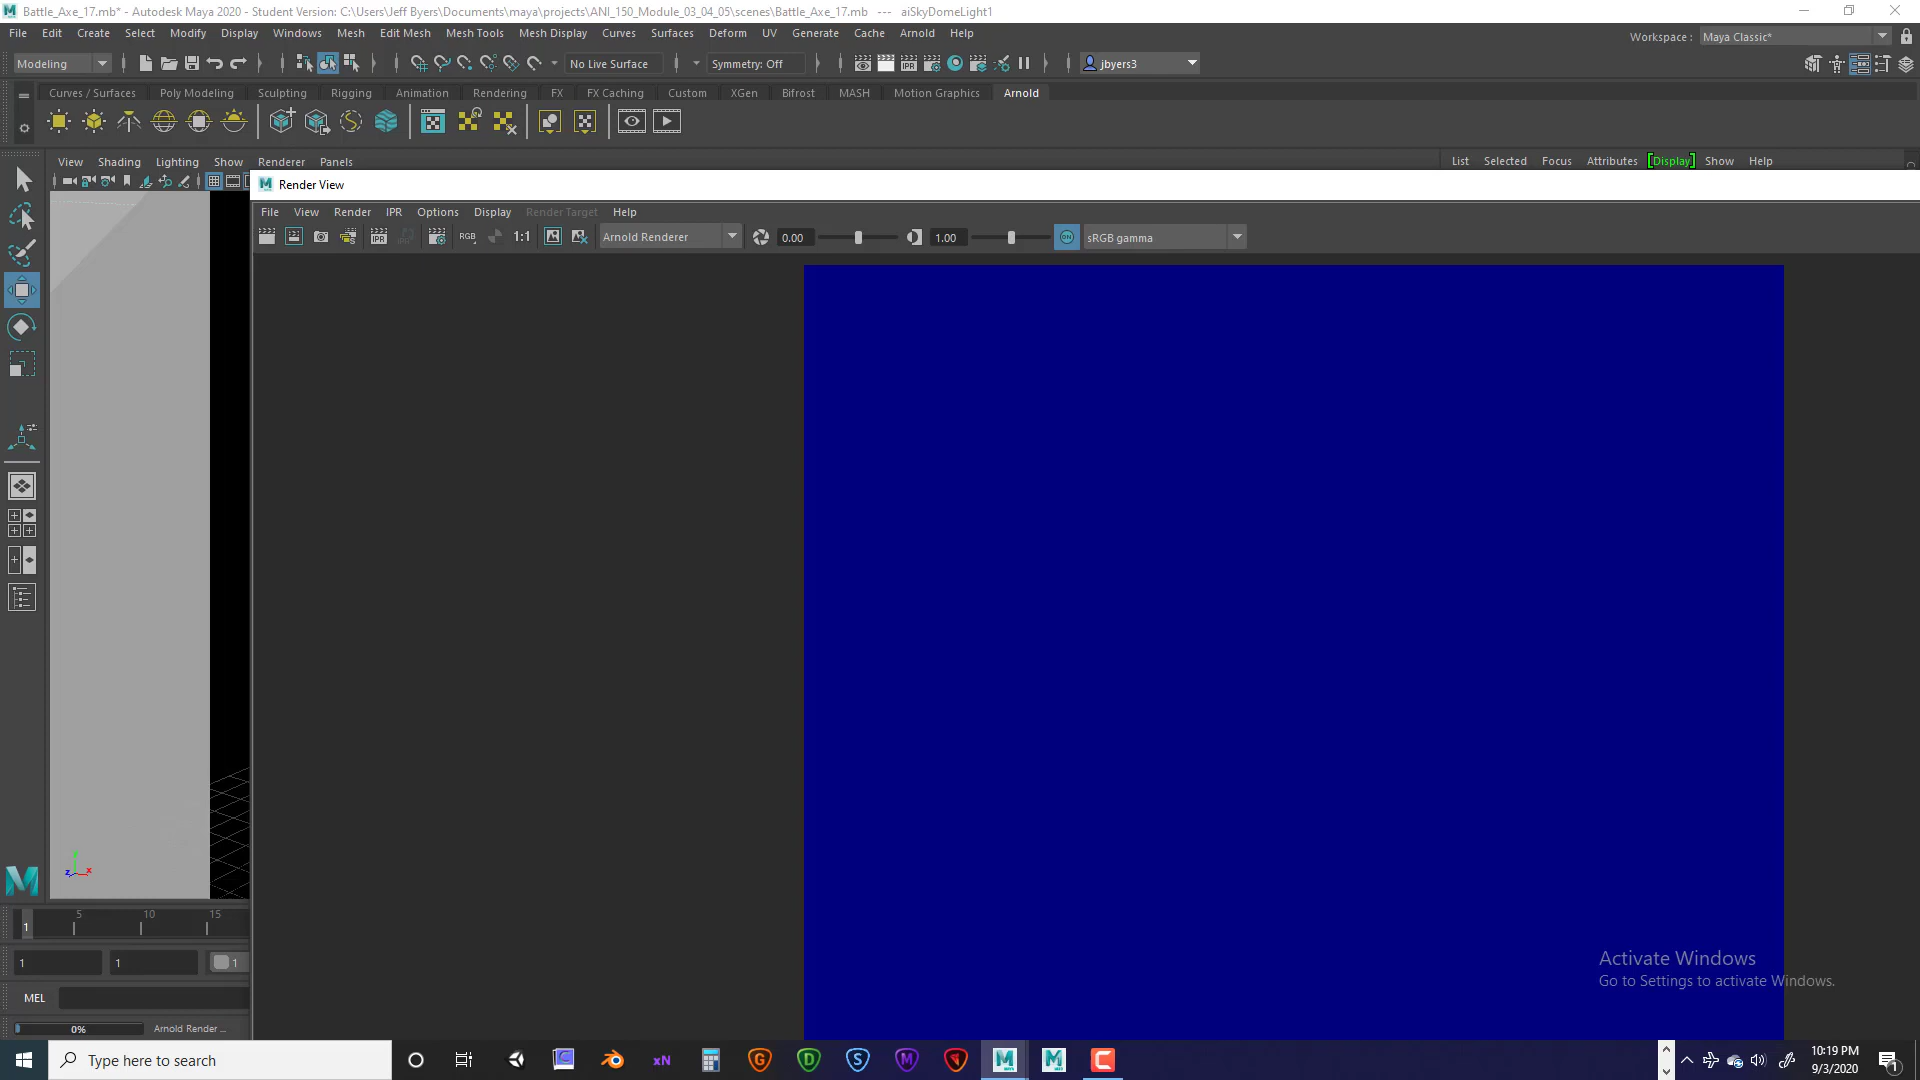 Battle_Axe_17.mb* - Autodesk Maya 2020 - Student Version: C:\Users\Jeff Byers\Documents\maya\projects\ANI_150_Module_03_04_05\scenes\Battle_Axe_17.mb --- aiSkyDomeLight1
File Edit Create Select Modify Display Windows Mesh Edit Mesh Mesh Tools Mesh Display Curves Surfaces Deform UV Generate Cache Arnold Help
Workspace : Maya Classic*
Modeling No Live Surface Symmetry: Off jbyers3
Curves / Surfaces Poly Modeling Sculpting Rigging Animation Rendering FX FX Caching Custom XGen Bifrost MASH Motion Graphics Arnold
View Shading Lighting Show Renderer Panels
List Selected Focus Attributes [Display] Show Help
Render View
File View Render IPR Options Display Render Target Help
IPR RGB 1:1 Arnold Renderer 0.00 1.00 ON sRGB gamma
z x
1 5 10 15
1 1 1
MEL
0% Arnold Render ...
Activate Windows
Go to Settings to activate Windows.
Type here to search
xN G D S M
10:19 PM
9/3/2020
1